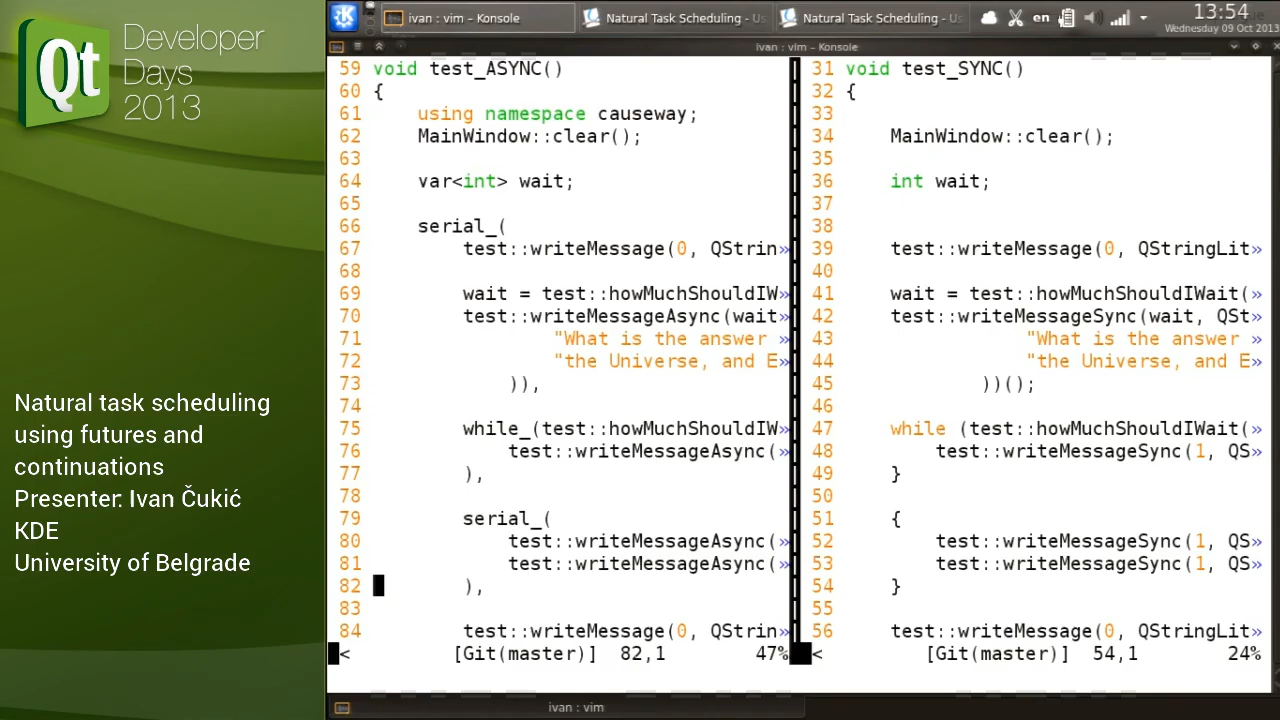 Qt
Developer
Days
2013
Natural task scheduling
using futures and
continuations
Presenter: Ivan Čukić
KDE
University of Belgrade
ivan : vim – Konsole
Natural Task Scheduling - Us
Natural Task Scheduling - Us
en
13:54
Wednesday 09 Oct 2013
ivan : vim – Konsole
59 void test_ASYNC()
60 {
61     using namespace causeway;
62     MainWindow::clear();
63
64     var<int> wait;
65
66     serial_(
67         test::writeMessage(0, QStrin»
68
69         wait = test::howMuchShouldIW»
70         test::writeMessageAsync(wait»
71                 "What is the answer »
72                 "the Universe, and E»
73             )),
74
75         while_(test::howMuchShouldIW»
76             test::writeMessageAsync(»
77         ),
78
79         serial_(
80             test::writeMessageAsync(»
81             test::writeMessageAsync(»
82         ),
83
84         test::writeMessage(0, QStrin»
<          [Git(master)]  82,1        47%
31 void test_SYNC()
32 {
33
34     MainWindow::clear();
35
36     int wait;
37
38
39     test::writeMessage(0, QStringLit»
40
41     wait = test::howMuchShouldIWait(»
42     test::writeMessageSync(wait, QSt»
43                 "What is the answer »
44                 "the Universe, and E»
45             ))();
46
47     while (test::howMuchShouldIWait(»
48         test::writeMessageSync(1, QS»
49     }
50
51     {
52         test::writeMessageSync(1, QS»
53         test::writeMessageSync(1, QS»
54     }
55
56     test::writeMessage(0, QStringLit»
<          [Git(master)]  54,1        24%
ivan : vim